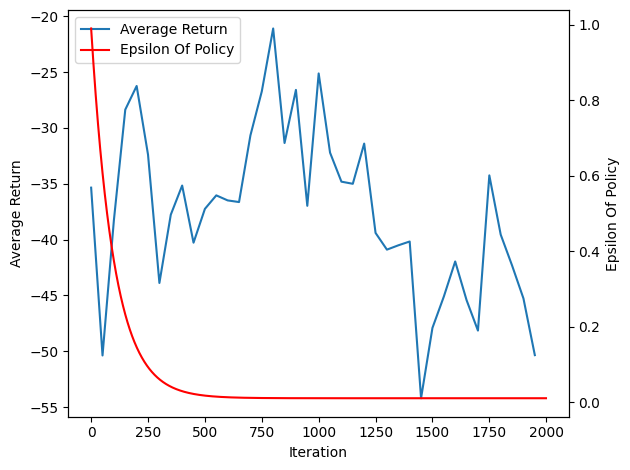 Average Return
Epsilon Of Policy
−20
−25
−30
−35
−40
−45
−50
−55
Average Return
1.0
0.8
0.6
0.4
0.2
0.0
Epsilon Of Policy
0 250 500 750 1000 1250 1500 1750 2000
Iteration